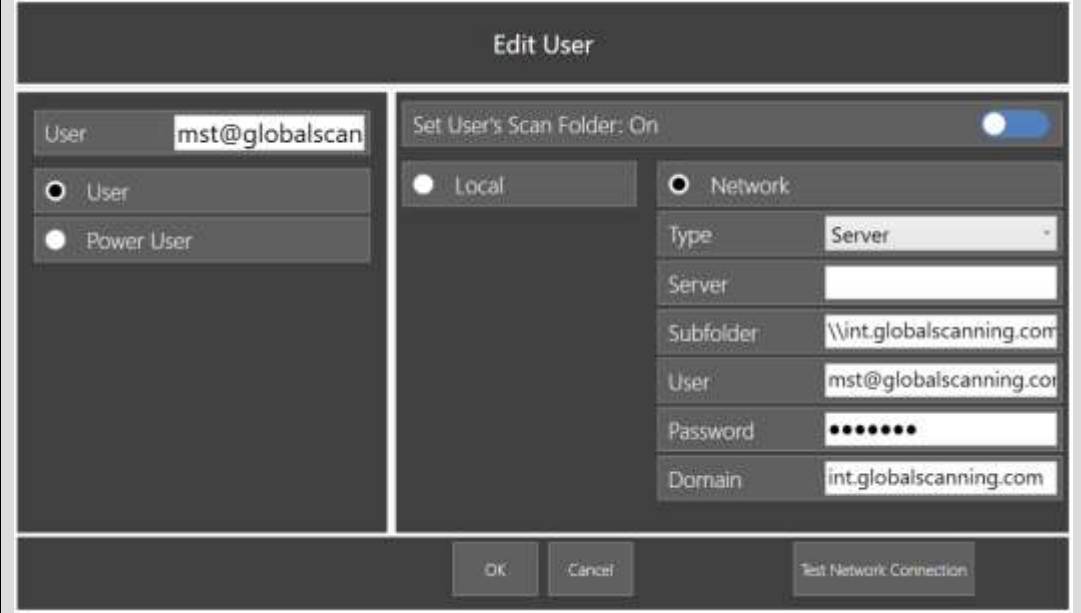 Edit User
User mst@globalscan
User
Power User
Set User's Scan Folder: On
Local
Network
Type Server
Server
Subfolder \\int.globalscanning.com
User mst@globalscanning.cor
Password •••••••
Domain int.globalscanning.com
OK Cancel Test Network Connection